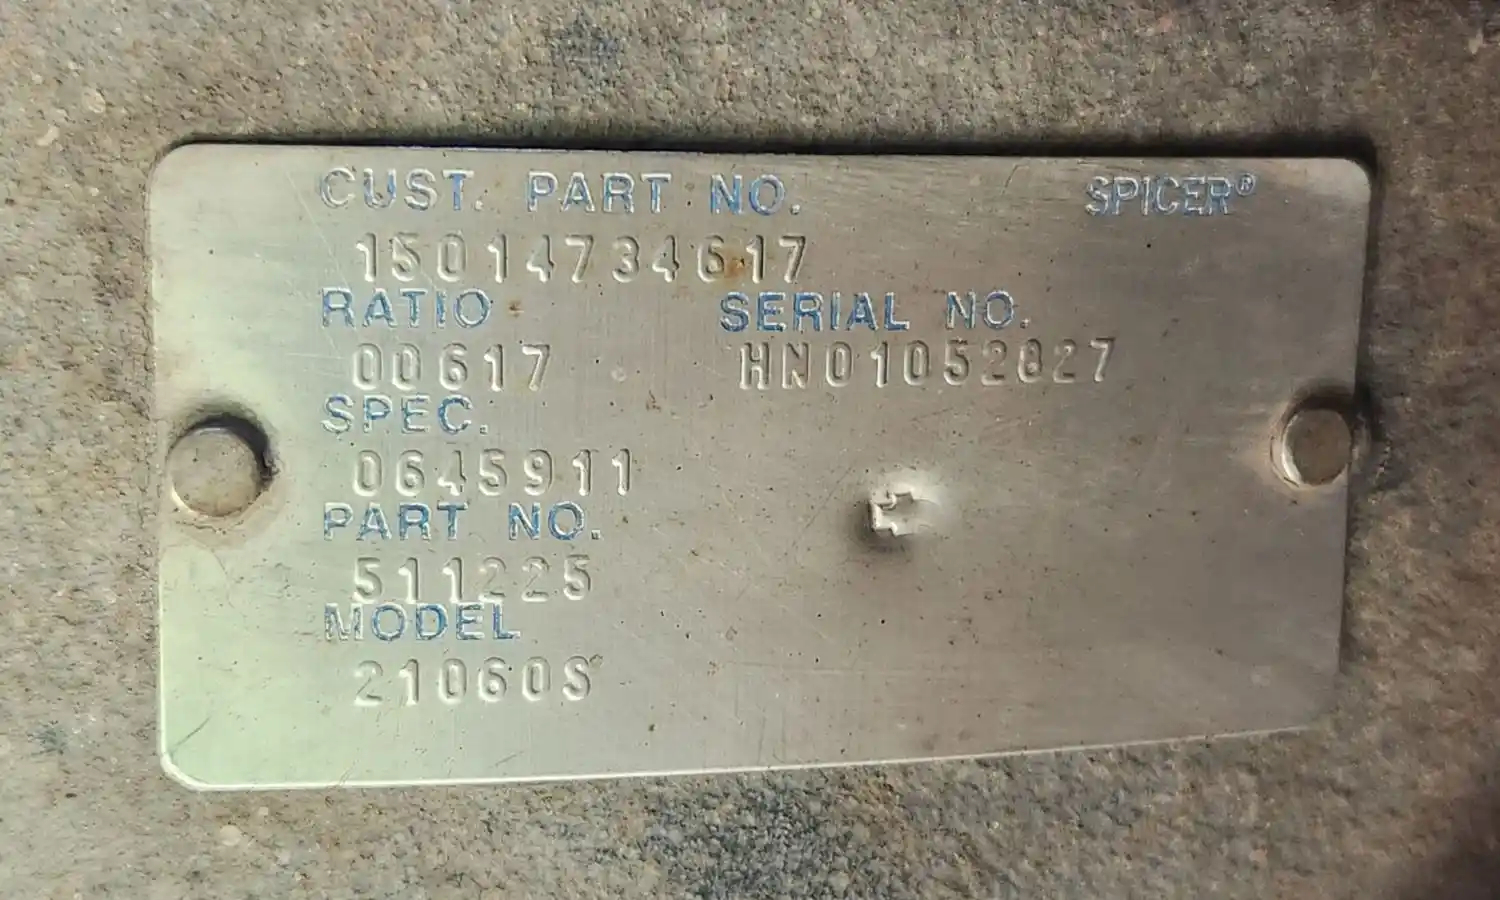 CUST. PART NO. SPICER®
15014734617
RATIO SERIAL NO.
00617 HN01052827
SPEC.
0645911
PART NO.
511225
MODEL
21060S